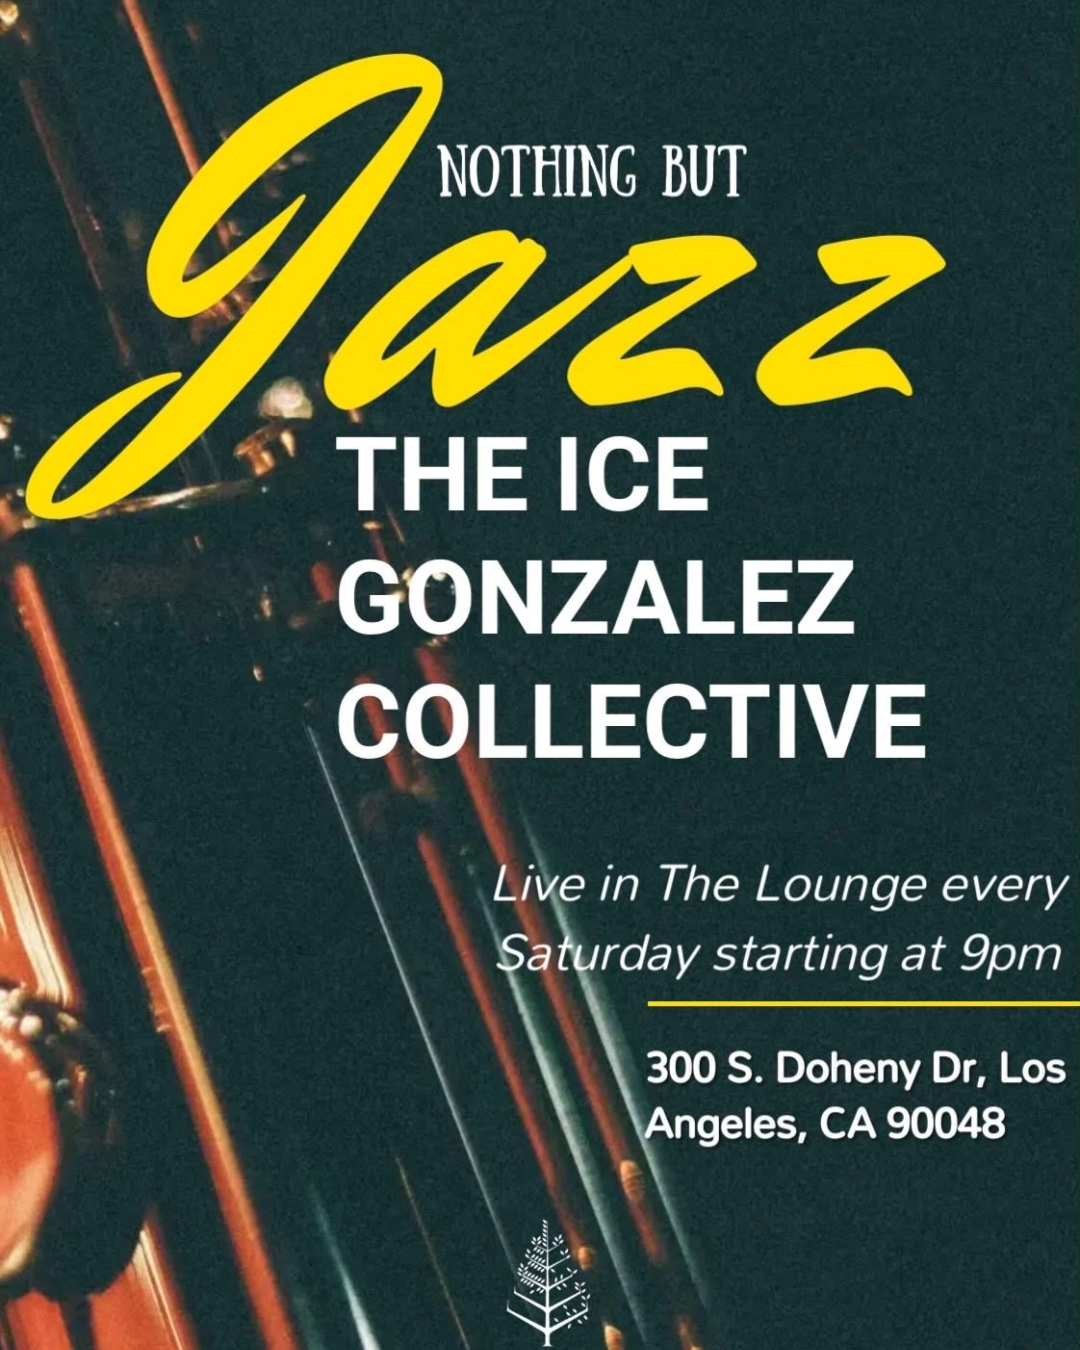 NOTHING BUT
Jazz
THE ICE
GONZALEZ
COLLECTIVE
Live in The Lounge every
Saturday starting at 9pm
300 S. Doheny Dr, Los
Angeles, CA 90048